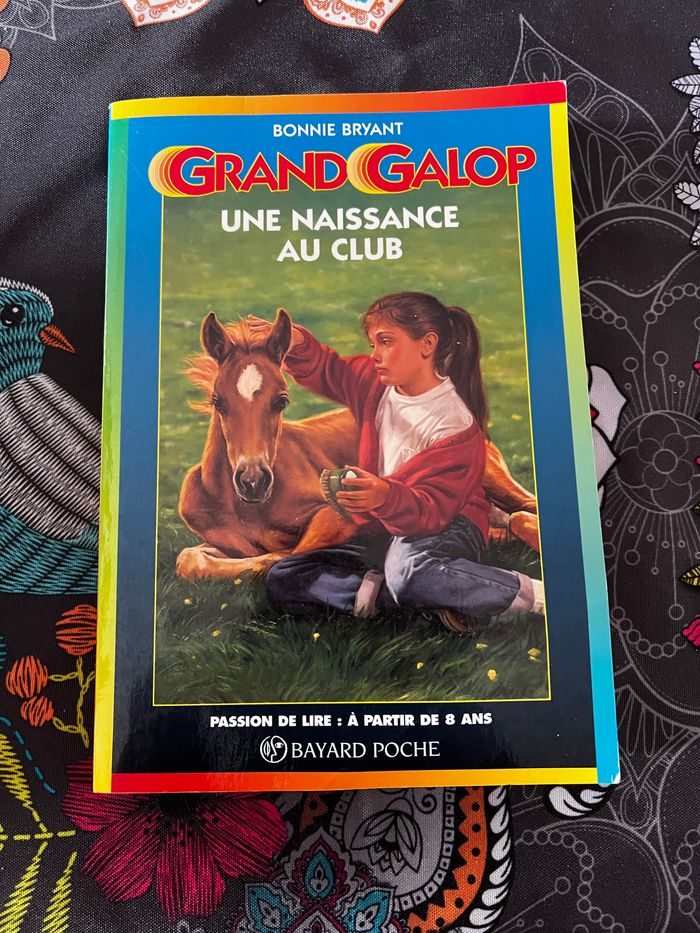 BONNIE BRYANT
GRAND GALOP
UNE NAISSANCE
AU CLUB
PASSION DE LIRE : À PARTIR DE 8 ANS
BAYARD POCHE